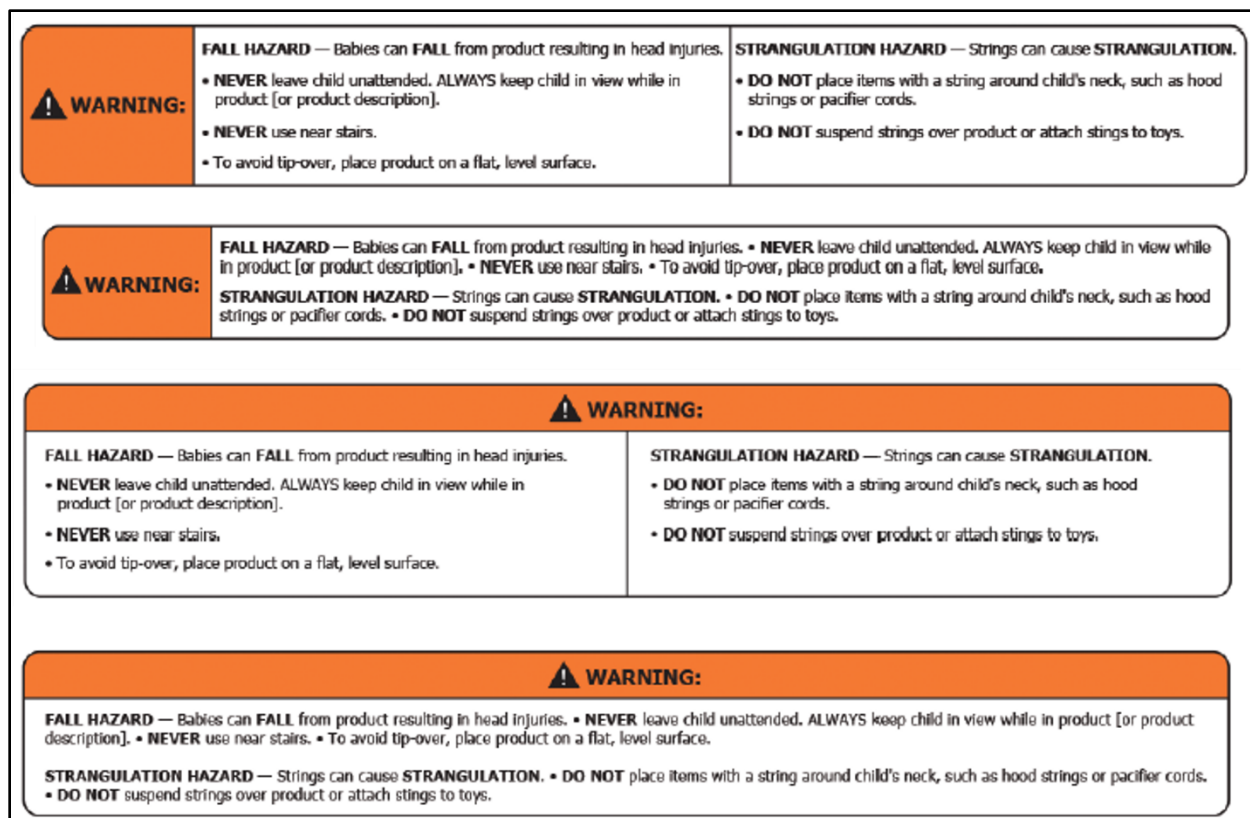 WARNING:
FALL HAZARD — Babies can FALL from product resulting in head injuries.
• NEVER leave child unattended. ALWAYS keep child in view while in
product [or product description].
• NEVER use near stairs.
• To avoid tip-over, place product on a flat, level surface.
STRANGULATION HAZARD — Strings can cause STRANGULATION.
• DO NOT place items with a string around child's neck, such as hood
strings or pacifier cords.
• DO NOT suspend strings over product or attach stings to toys.
WARNING:
FALL HAZARD — Babies can FALL from product resulting in head injuries. • NEVER leave child unattended. ALWAYS keep child in view while
in product [or product description]. • NEVER use near stairs. • To avoid tip-over, place product on a flat, level surface.
STRANGULATION HAZARD — Strings can cause STRANGULATION. • DO NOT place items with a string around child's neck, such as hood
strings or pacifier cords. • DO NOT suspend strings over product or attach stings to toys.
WARNING:
FALL HAZARD — Babies can FALL from product resulting in head injuries.
• NEVER leave child unattended. ALWAYS keep child in view while in
product [or product description].
• NEVER use near stairs.
• To avoid tip-over, place product on a flat, level surface.
STRANGULATION HAZARD — Strings can cause STRANGULATION.
• DO NOT place items with a string around child's neck, such as hood
strings or pacifier cords.
• DO NOT suspend strings over product or attach stings to toys.
WARNING:
FALL HAZARD — Babies can FALL from product resulting in head injuries. • NEVER leave child unattended. ALWAYS keep child in view while in product [or product
description]. • NEVER use near stairs. • To avoid tip-over, place product on a flat, level surface.
STRANGULATION HAZARD — Strings can cause STRANGULATION. • DO NOT place items with a string around child's neck, such as hood strings or pacifier cords.
• DO NOT suspend strings over product or attach stings to toys.